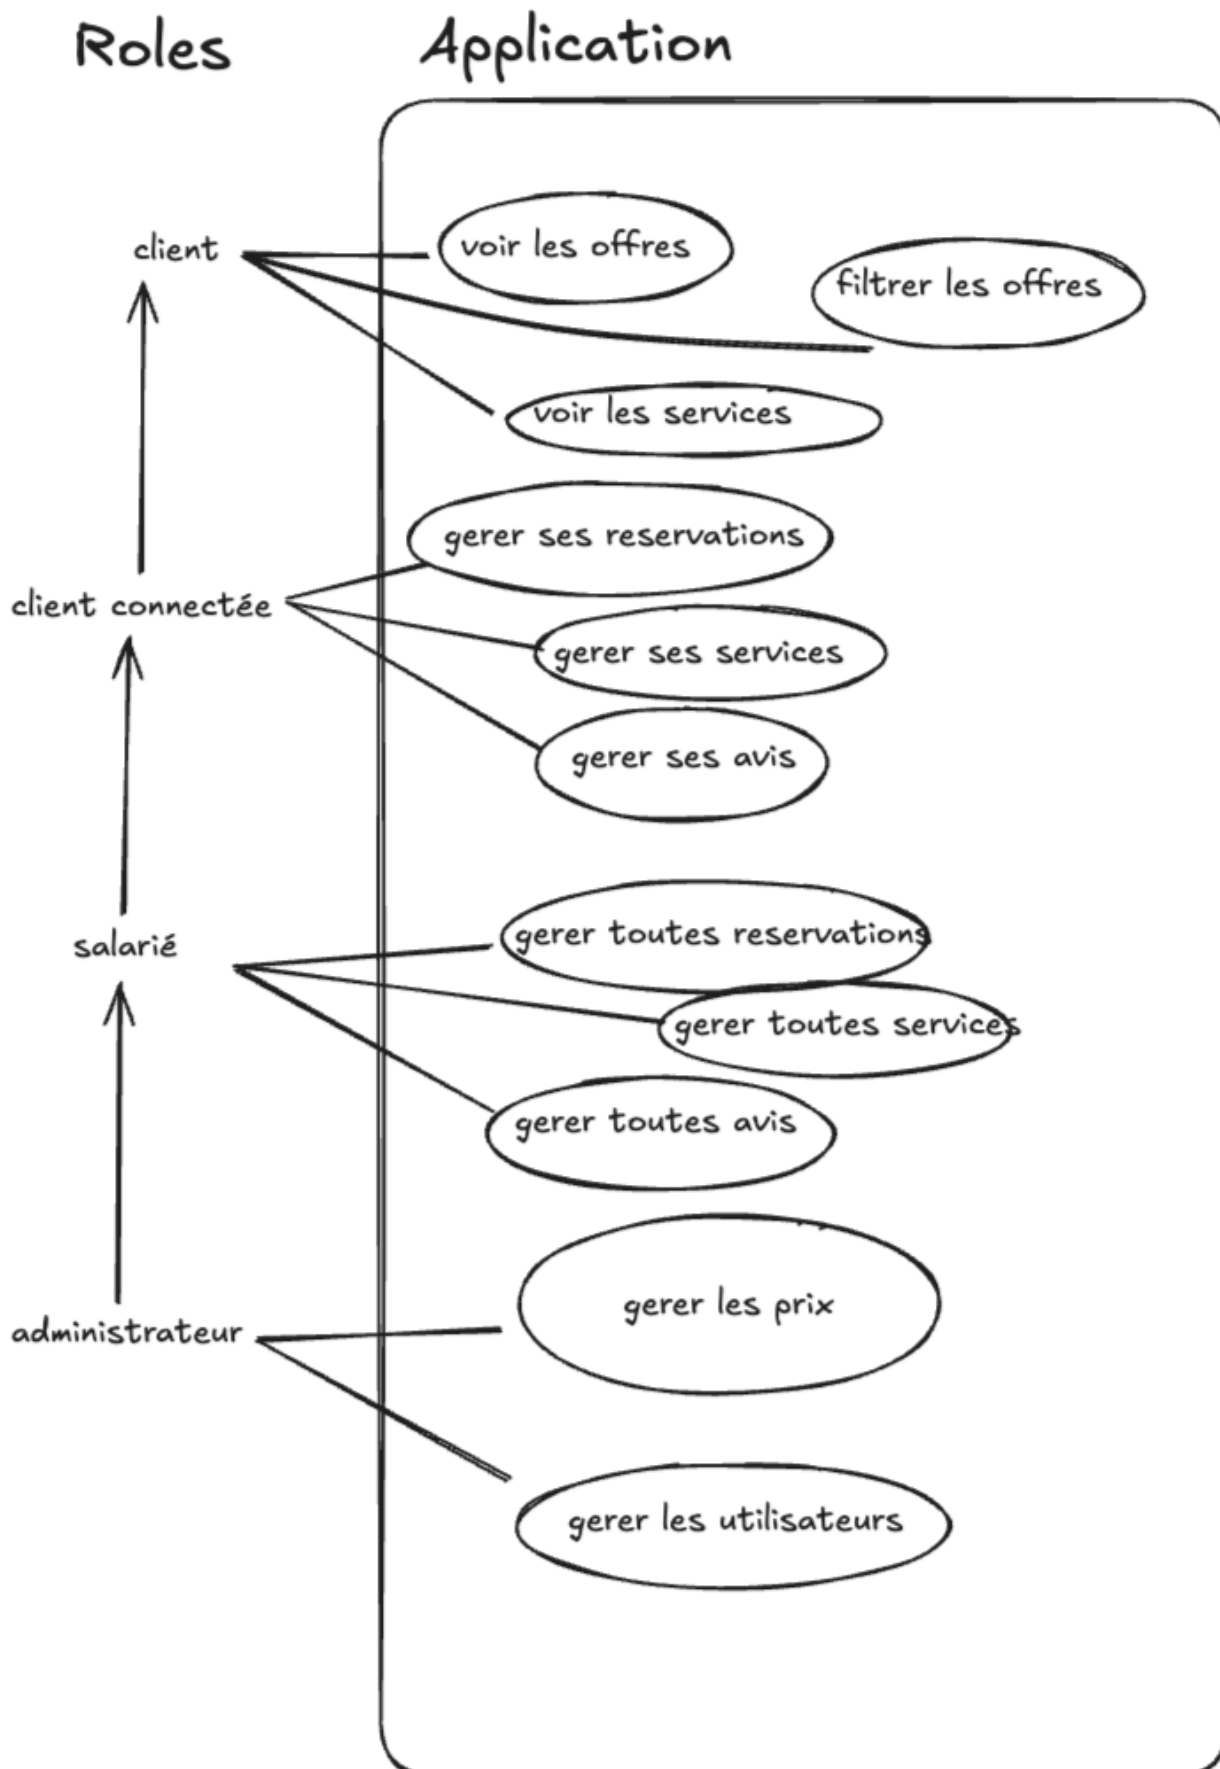 Roles
Application
client
voir les offres
filtrer les offres
voir les services
gerer ses reservations
client connectée
gerer ses services
gerer ses avis
salarié
gerer toutes reservations
gerer toutes services
gerer toutes avis
gerer les prix
administrateur
gerer les utilisateurs